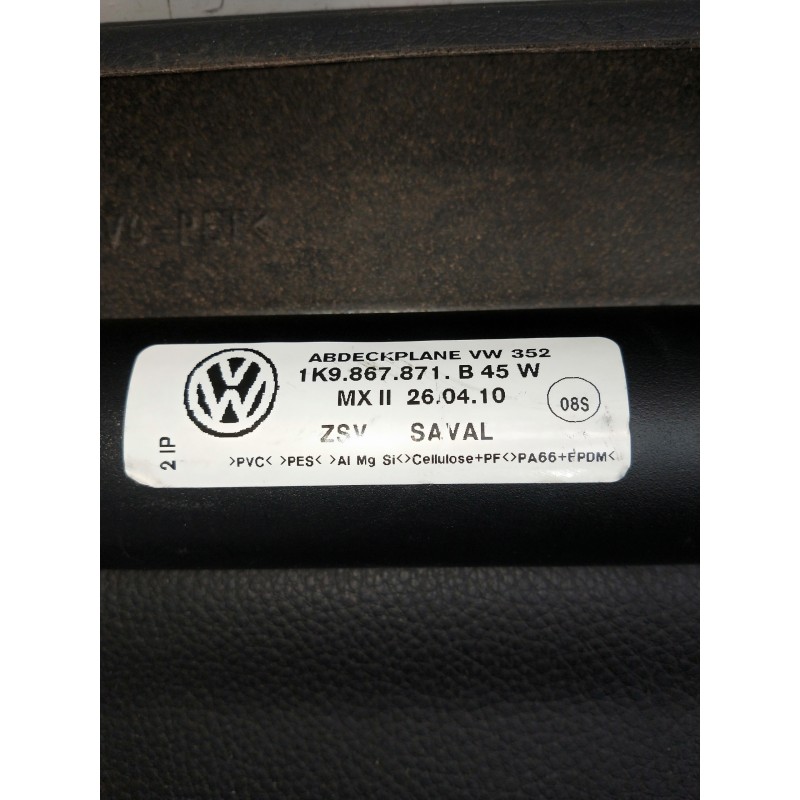 ABDECKPLANE VW 352
1K9.867.871. B 45 W
MX II 26.04.10
08S
ZSV SAVAL
2 IP
>PVC< >PES< >Al Mg Si<>Cellulose+PF<>PA66+EPDM<